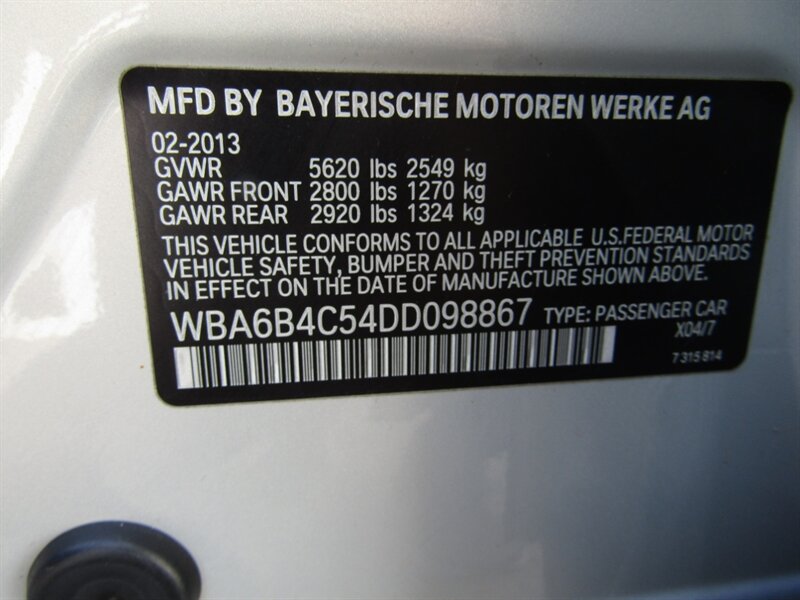 MFD BY BAYERISCHE MOTOREN WERKE AG
02-2013
GVWR 5620 lbs 2549 kg
GAWR FRONT 2800 lbs 1270 kg
GAWR REAR 2920 lbs 1324 kg
THIS VEHICLE CONFORMS TO ALL APPLICABLE U.S.FEDERAL MOTOR
VEHICLE SAFETY, BUMPER AND THEFT PREVENTION STANDARDS
IN EFFECT ON THE DATE OF MANUFACTURE SHOWN ABOVE.
WBA6B4C54DD098867 TYPE: PASSENGER CAR
X04/7
7 315 814